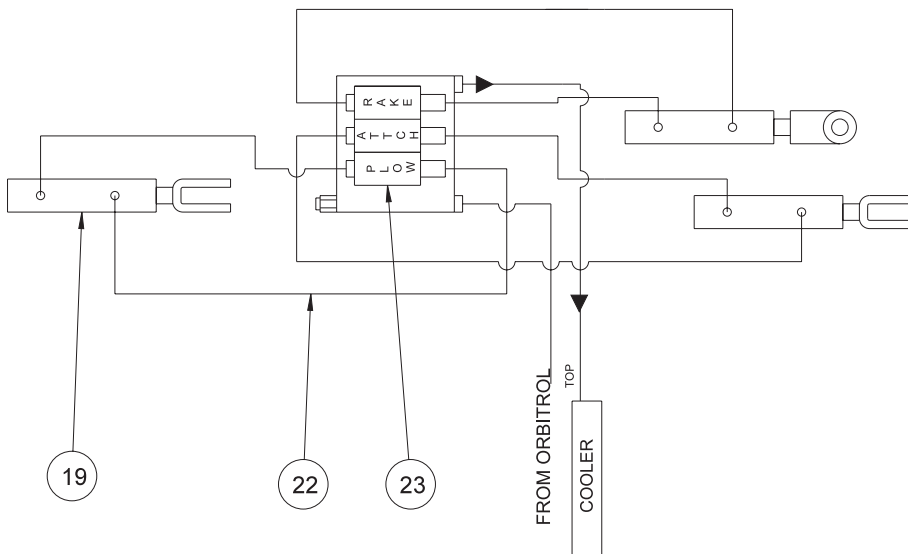 RAKE
ATTCH
PLOW
TOP
FROM ORBITROL
COOLER
19
22
23